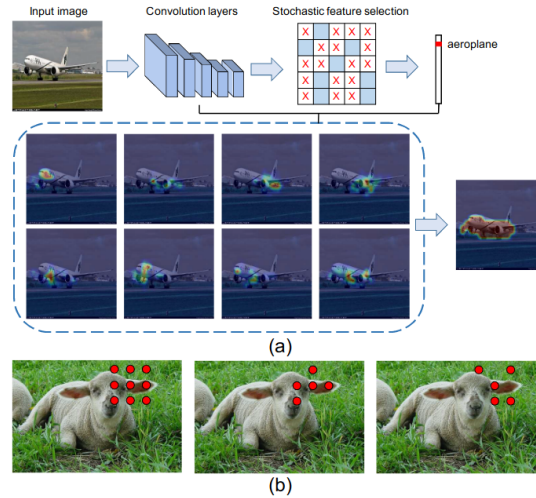 Input image
Convolution layers
Stochastic feature selection
X X X X
X X X
X X X
X X X X
X X X
aeroplane
(a)
(b)